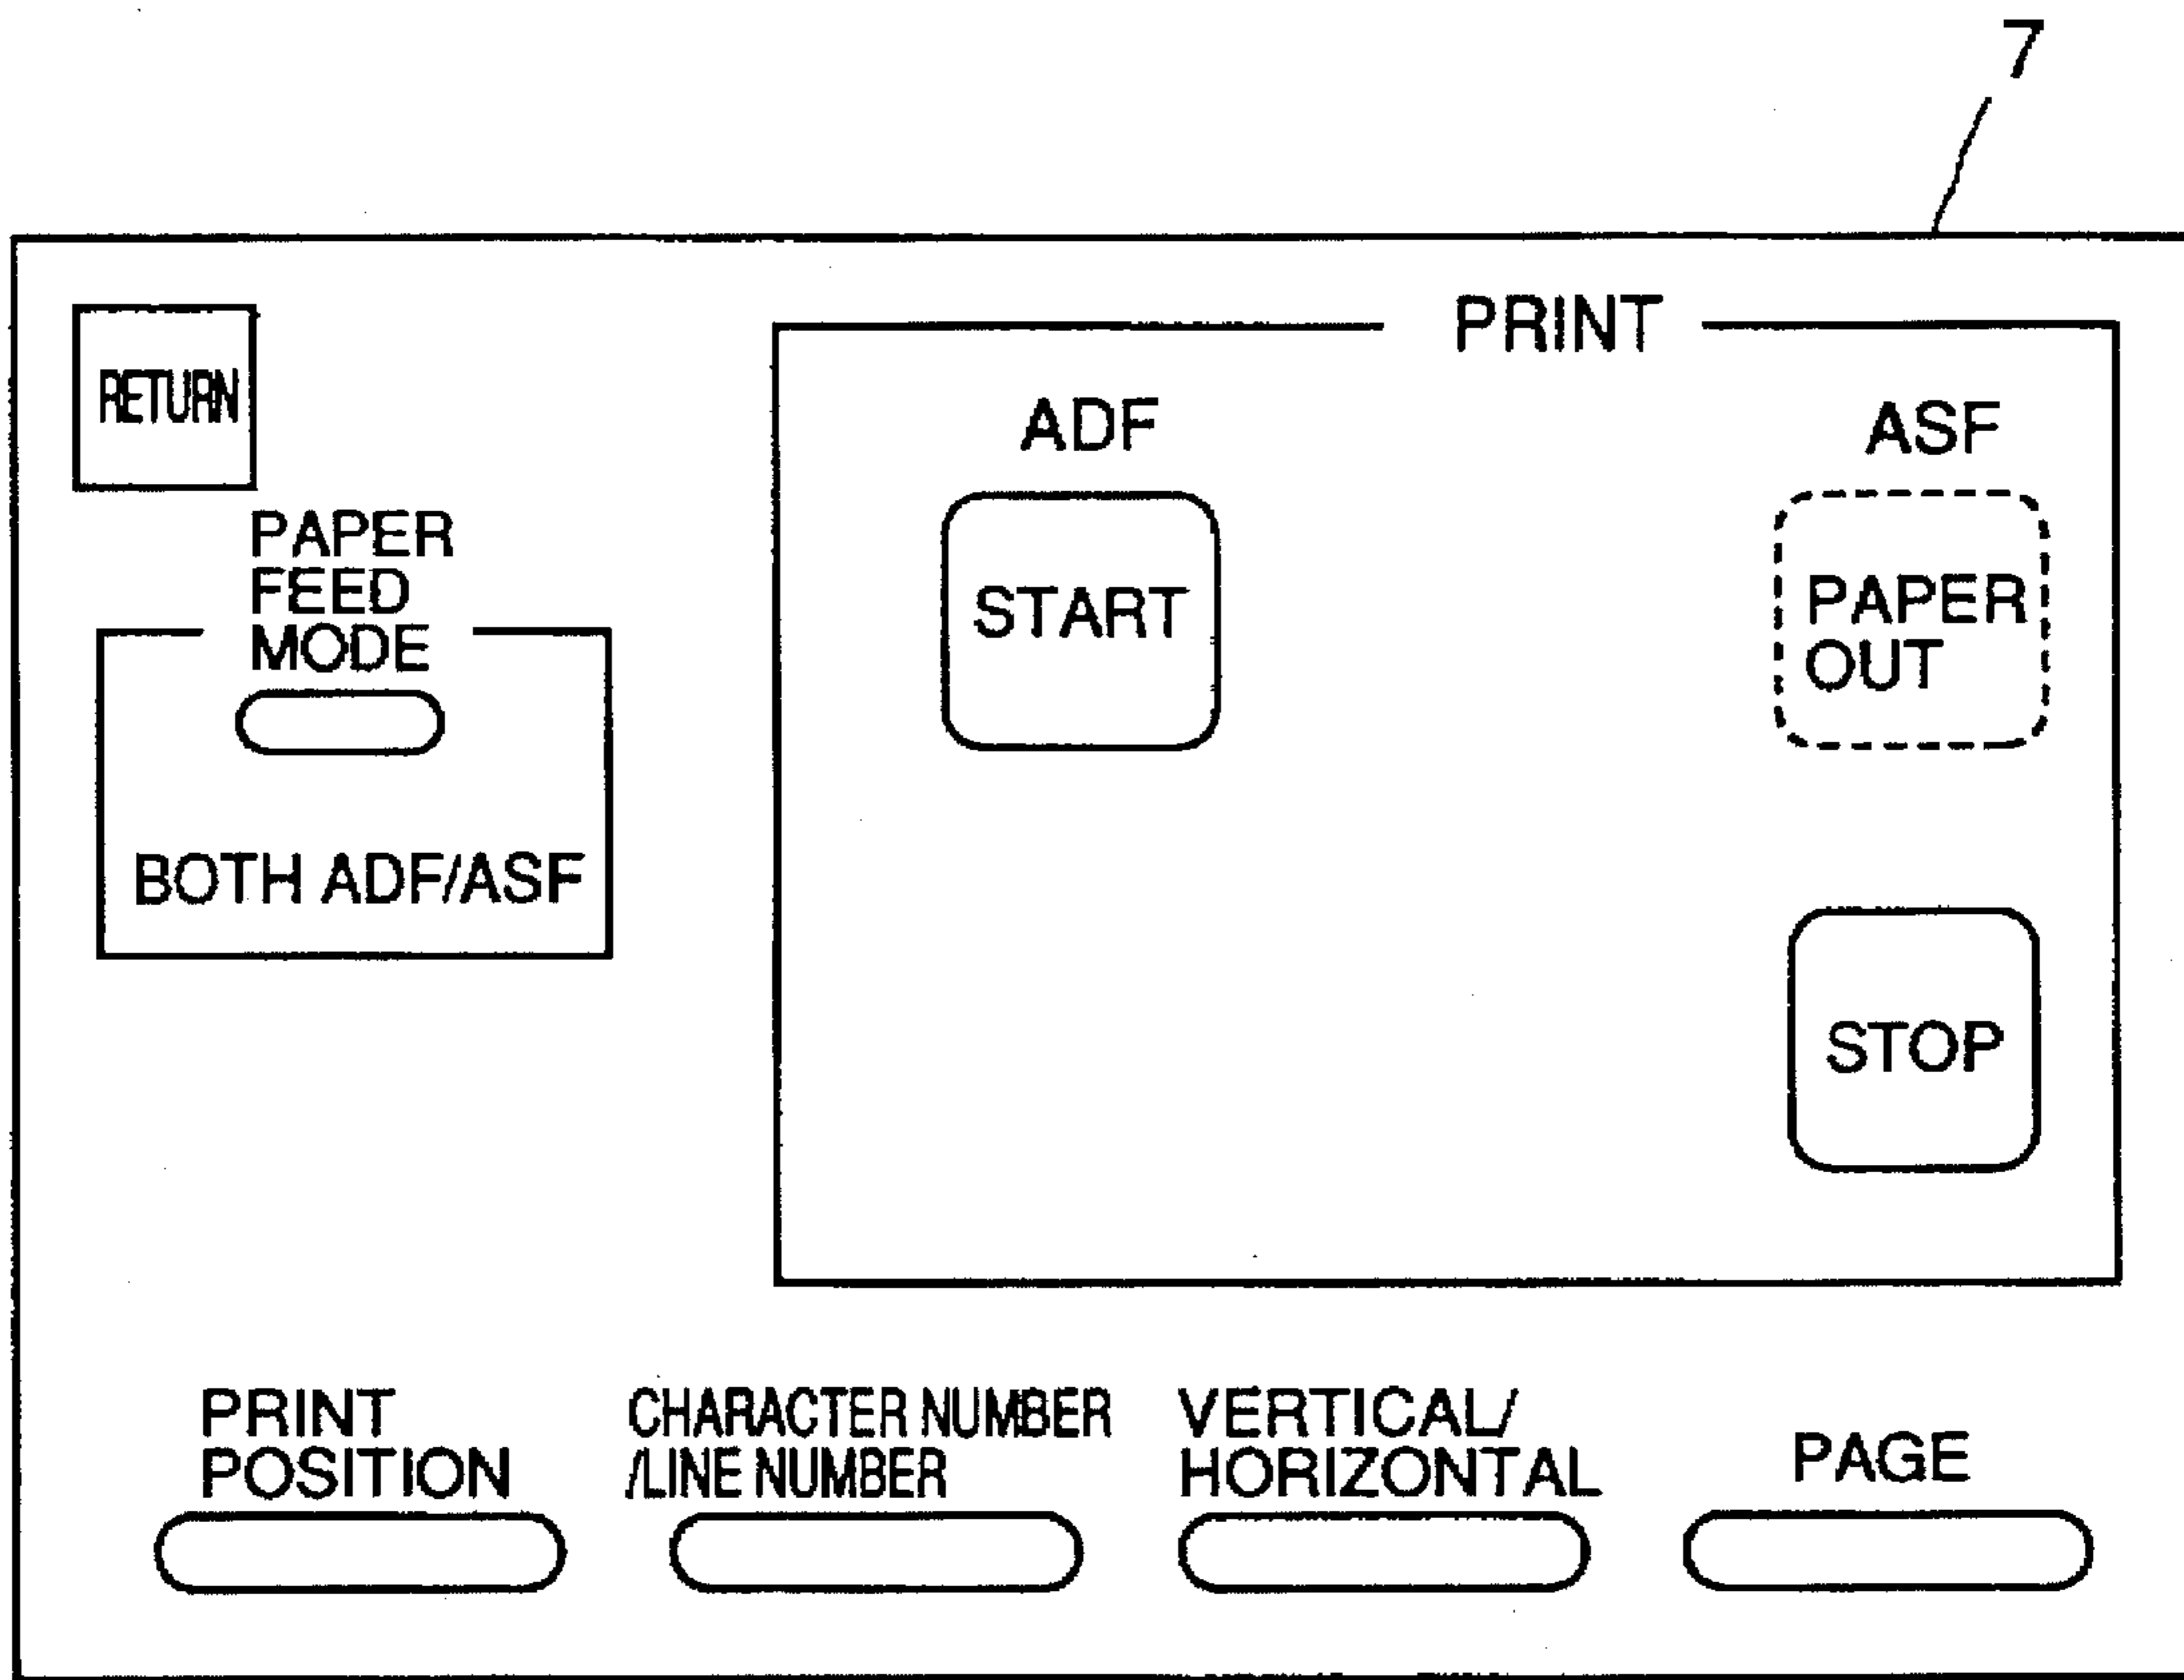 7
RETURN
PAPER
FEED
MODE
BOTH ADF/ASF
PRINT
ADF
ASF
START
PAPER
OUT
STOP
PRINT
POSITION
CHARACTER NUMBER
/LINE NUMBER
VERTICAL/
HORIZONTAL
PAGE